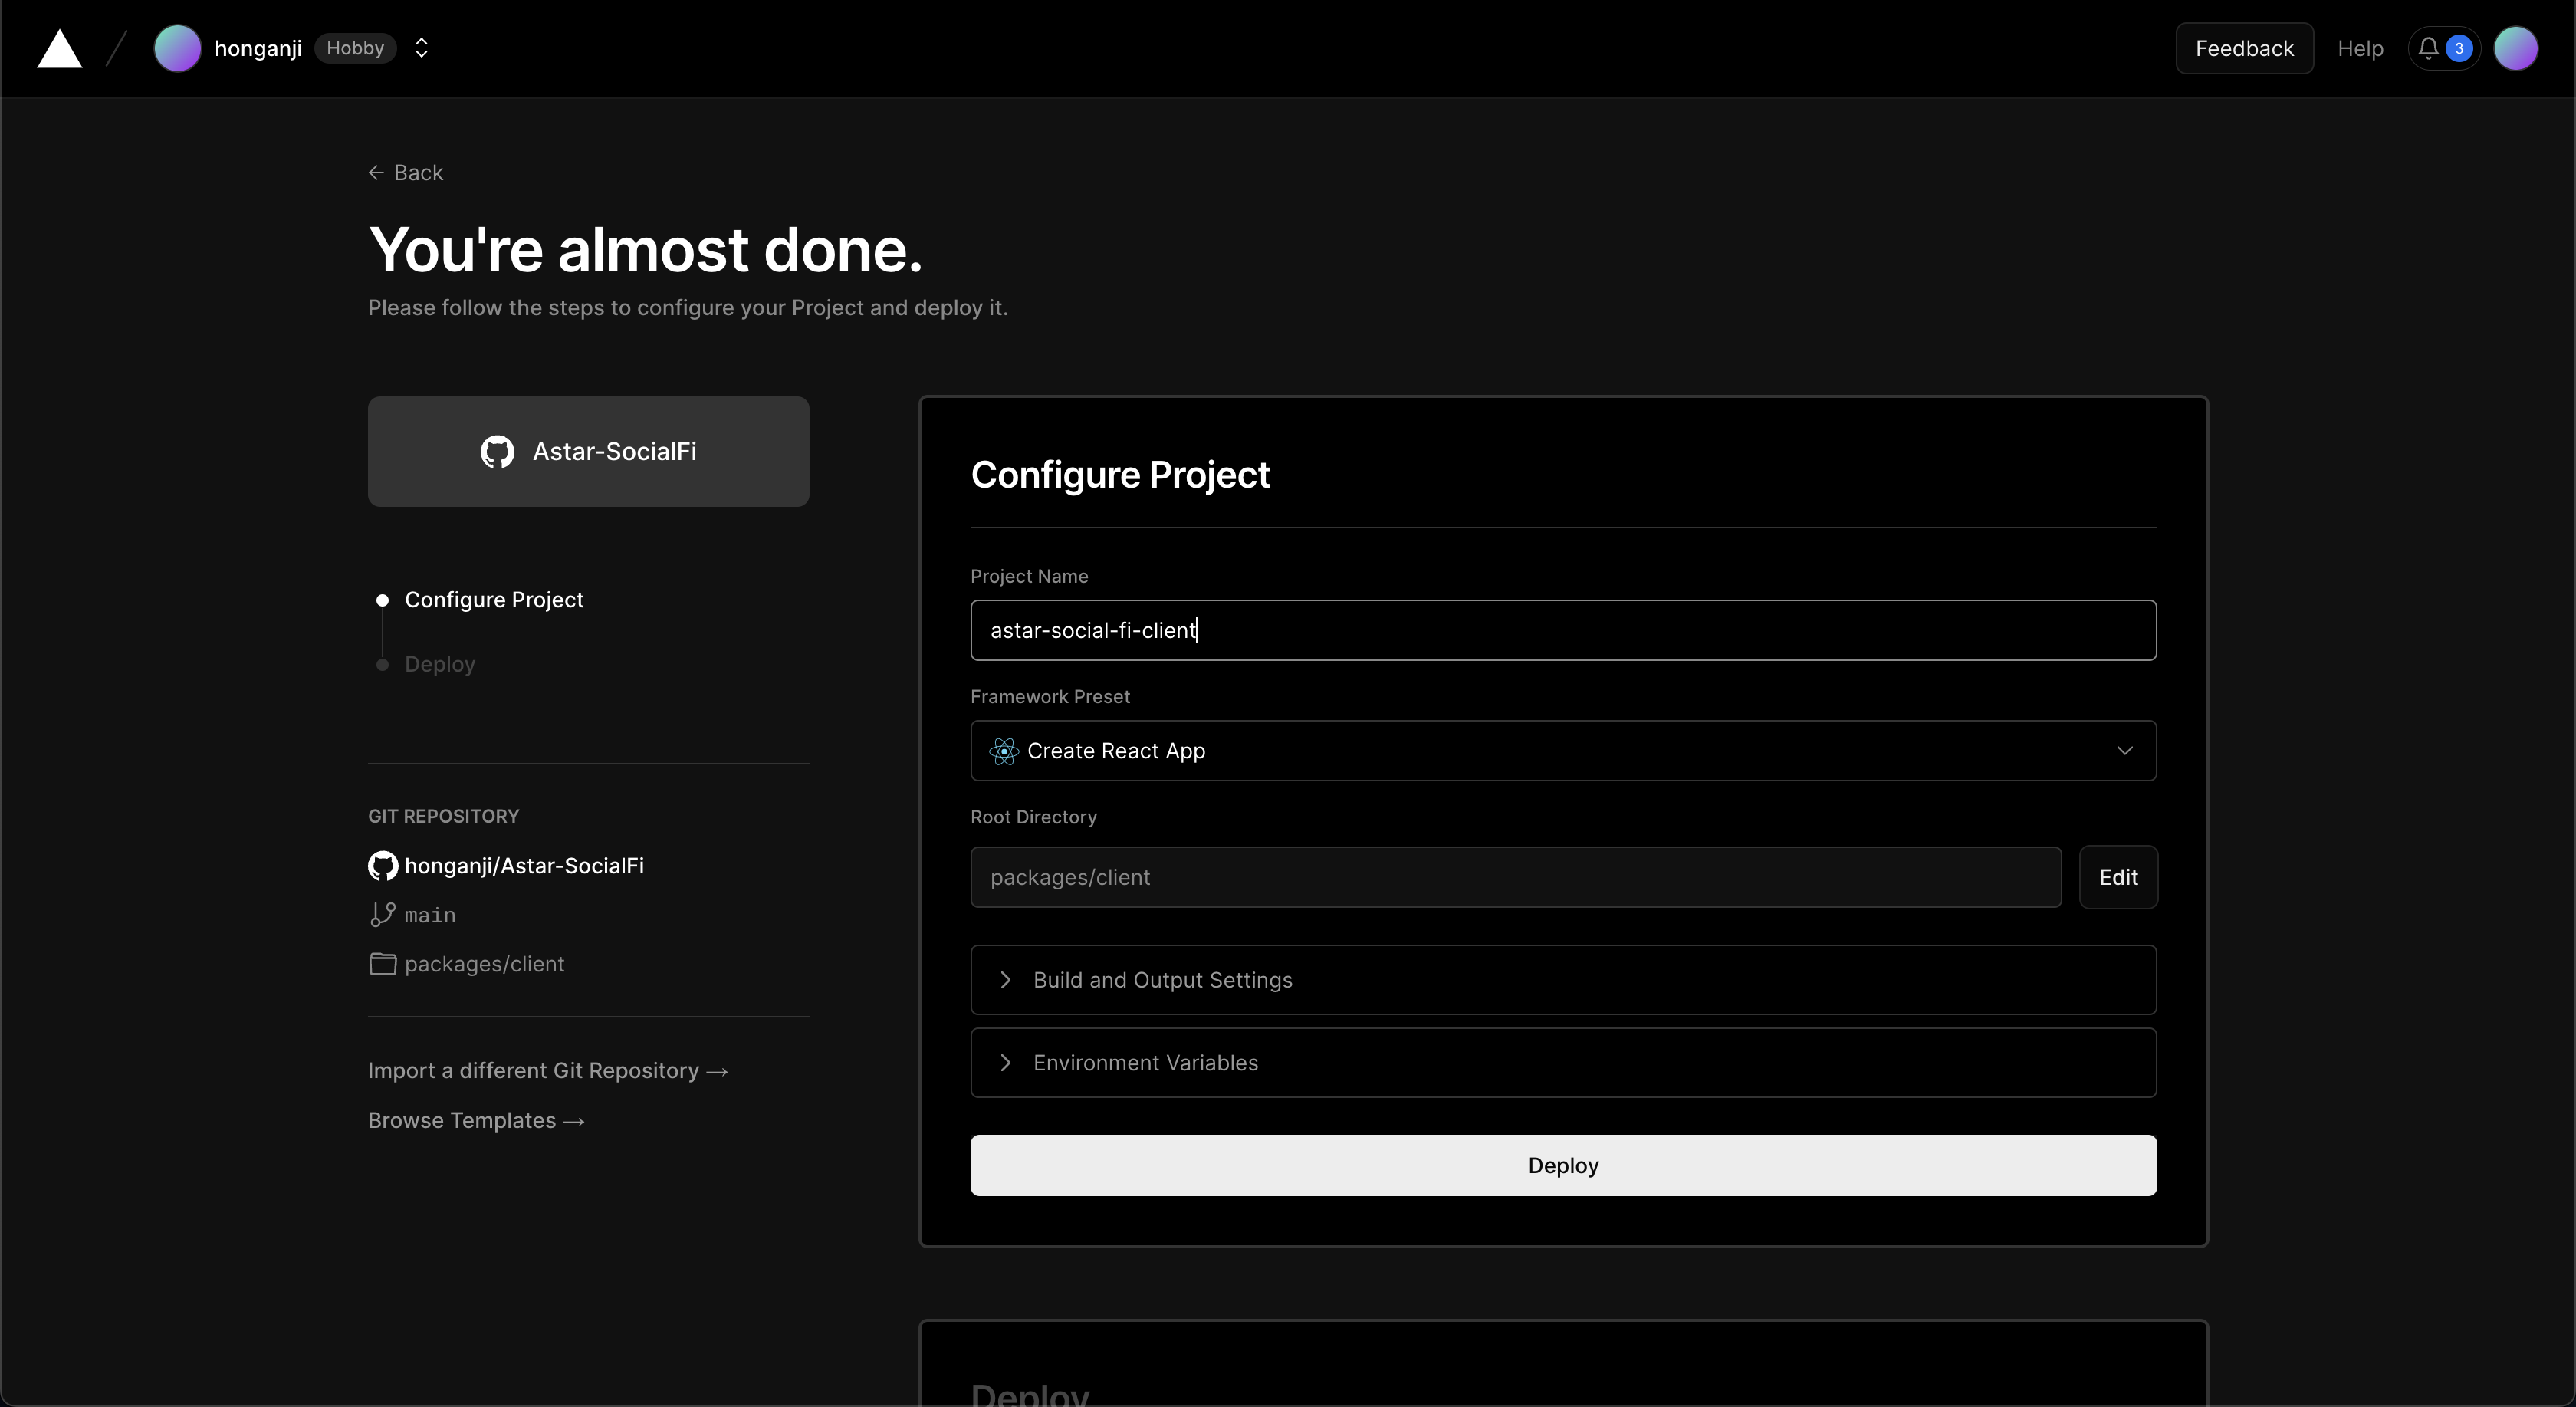 honganji Hobby
Feedback Help 3
← Back
You're almost done.
Please follow the steps to configure your Project and deploy it.
Astar-SocialFi
Configure Project
Deploy
GIT REPOSITORY
honganji/Astar-SocialFi
main
packages/client
Import a different Git Repository →
Browse Templates →
Configure Project
Project Name
astar-social-fi-client
Framework Preset
Create React App
Root Directory
packages/client
Edit
Build and Output Settings
Environment Variables
Deploy
Deploy